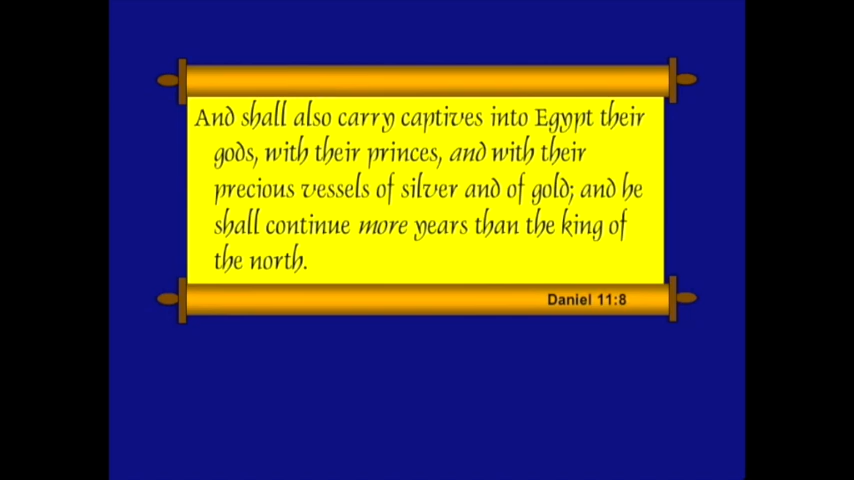 And shall also carry captives into Egypt their
gods, with their princes, and with their
precious vessels of silver and of gold; and he
shall continue more years than the king of
the north.
Daniel 11:8